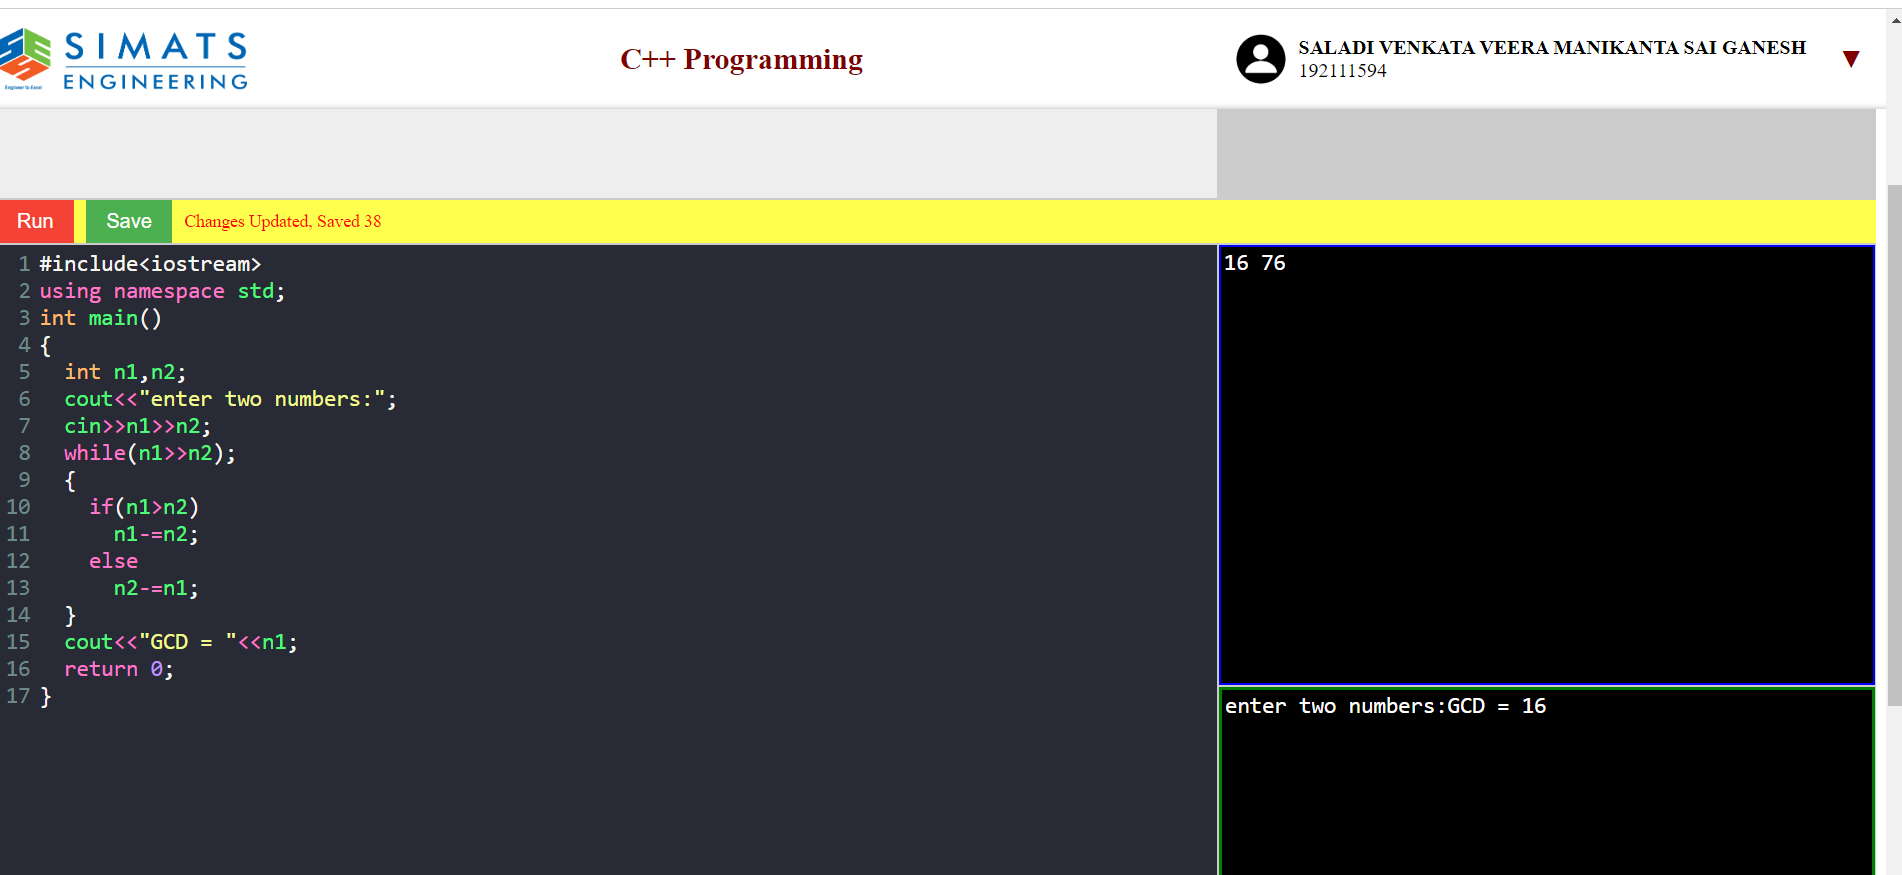 SIMATS
ENGINEERING
Engineer to Excel
C++ Programming
SALADI VENKATA VEERA MANIKANTA SAI GANESH
192111594
Run
Save
Changes Updated, Saved 38
1 #include<iostream>
2 using namespace std;
3 int main()
4 {
5   int n1,n2;
6   cout<<"enter two numbers:";
7   cin>>n1>>n2;
8   while(n1>>n2);
9   {
10     if(n1>n2)
11       n1-=n2;
12     else
13       n2-=n1;
14   }
15   cout<<"GCD = "<<n1;
16   return 0;
17 }
16 76
enter two numbers:GCD = 16